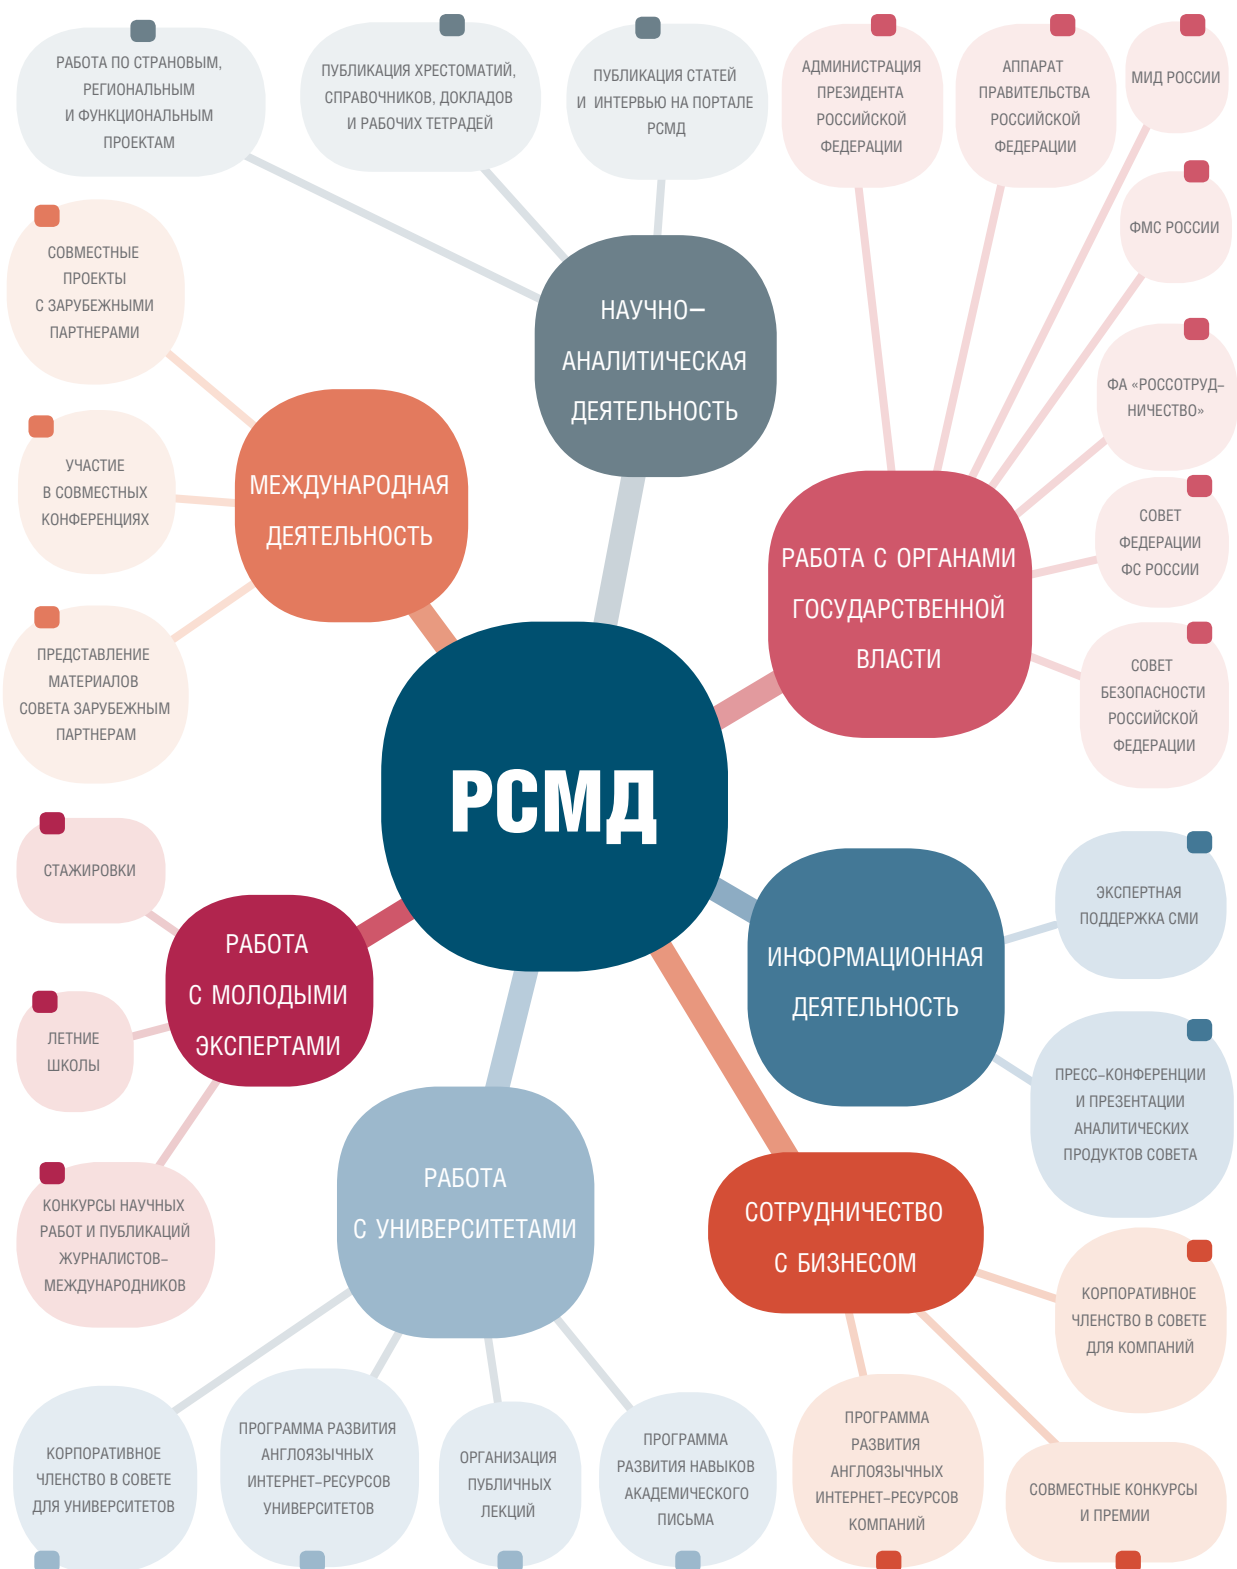 РАБОТА ПО СТРАНОВЫМ,
РЕГИОНАЛЬНЫМ
И ФУНКЦИОНАЛЬНЫМ
ПРОЕКТАМ
ПУБЛИКАЦИЯ ХРЕСТОМАТИЙ,
СПРАВОЧНИКОВ, ДОКЛАДОВ
И РАБОЧИХ ТЕТРАДЕЙ
ПУБЛИКАЦИЯ СТАТЕЙ
И ИНТЕРВЬЮ НА ПОРТАЛЕ
РСМД
АДМИНИСТРАЦИЯ
ПРЕЗИДЕНТА
РОССИЙСКОЙ
ФЕДЕРАЦИИ
АППАРАТ
ПРАВИТЕЛЬСТВА
РОССИЙСКОЙ
ФЕДЕРАЦИИ
МИД РОССИИ
ФМС РОССИИ
ФА «РОССОТРУД-
НИЧЕСТВО»
СОВЕТ
ФЕДЕРАЦИИ
ФС РОССИИ
СОВЕТ
БЕЗОПАСНОСТИ
РОССИЙСКОЙ
ФЕДЕРАЦИИ
НАУЧНО–
АНАЛИТИЧЕСКАЯ
ДЕЯТЕЛЬНОСТЬ
РАБОТА С ОРГАНАМИ
ГОСУДАРСТВЕННОЙ
ВЛАСТИ
СОВМЕСТНЫЕ
ПРОЕКТЫ
С ЗАРУБЕЖНЫМИ
ПАРТНЕРАМИ
УЧАСТИЕ
В СОВМЕСТНЫХ
КОНФЕРЕНЦИЯХ
ПРЕДСТАВЛЕНИЕ
МАТЕРИАЛОВ
СОВЕТА ЗАРУБЕЖНЫМ
ПАРТНЕРАМ
МЕЖДУНАРОДНАЯ
ДЕЯТЕЛЬНОСТЬ
РСМД
СТАЖИРОВКИ
ЛЕТНИЕ
ШКОЛЫ
КОНКУРСЫ НАУЧНЫХ
РАБОТ И ПУБЛИКАЦИЙ
ЖУРНАЛИСТОВ-
МЕЖДУНАРОДНИКОВ
РАБОТА
С МОЛОДЫМИ
ЭКСПЕРТАМИ
ИНФОРМАЦИОННАЯ
ДЕЯТЕЛЬНОСТЬ
ЭКСПЕРТНАЯ
ПОДДЕРЖКА СМИ
ПРЕСС-КОНФЕРЕНЦИИ
И ПРЕЗЕНТАЦИИ
АНАЛИТИЧЕСКИХ
ПРОДУКТОВ СОВЕТА
РАБОТА
С УНИВЕРСИТЕТАМИ
СОТРУДНИЧЕСТВО
С БИЗНЕСОМ
КОРПОРАТИВНОЕ
ЧЛЕНСТВО В СОВЕТЕ
ДЛЯ КОМПАНИЙ
КОРПОРАТИВНОЕ
ЧЛЕНСТВО В СОВЕТЕ
ДЛЯ УНИВЕРСИТЕТОВ
ПРОГРАММА РАЗВИТИЯ
АНГЛОЯЗЫЧНЫХ
ИНТЕРНЕТ-РЕСУРСОВ
УНИВЕРСИТЕТОВ
ОРГАНИЗАЦИЯ
ПУБЛИЧНЫХ
ЛЕКЦИЙ
ПРОГРАММА
РАЗВИТИЯ НАВЫКОВ
АКАДЕМИЧЕСКОГО
ПИСЬМА
ПРОГРАММА
РАЗВИТИЯ
АНГЛОЯЗЫЧНЫХ
ИНТЕРНЕТ-РЕСУРСОВ
КОМПАНИЙ
СОВМЕСТНЫЕ КОНКУРСЫ
И ПРЕМИИ